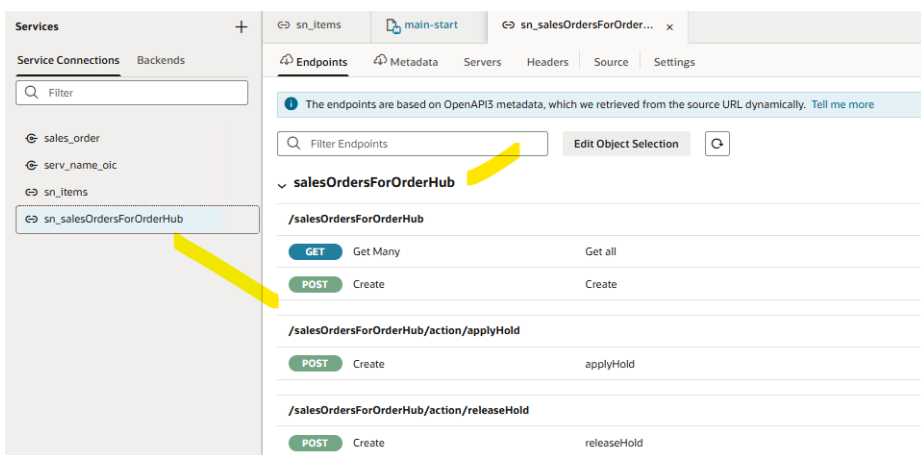 Services
+
Service Connections Backends
Filter
sales_order
serv_name_oic
sn_items
sn_salesOrdersForOrderHub
sn_items main-start sn_salesOrdersForOrder... x
Endpoints Metadata Servers Headers Source Settings
The endpoints are based on OpenAPI3 metadata, which we retrieved from the source URL dynamically. Tell me more
Filter Endpoints Edit Object Selection
salesOrdersForOrderHub
/salesOrdersForOrderHub
GET Get Many Get all
POST Create Create
/salesOrdersForOrderHub/action/applyHold
POST Create applyHold
/salesOrdersForOrderHub/action/releaseHold
POST Create releaseHold